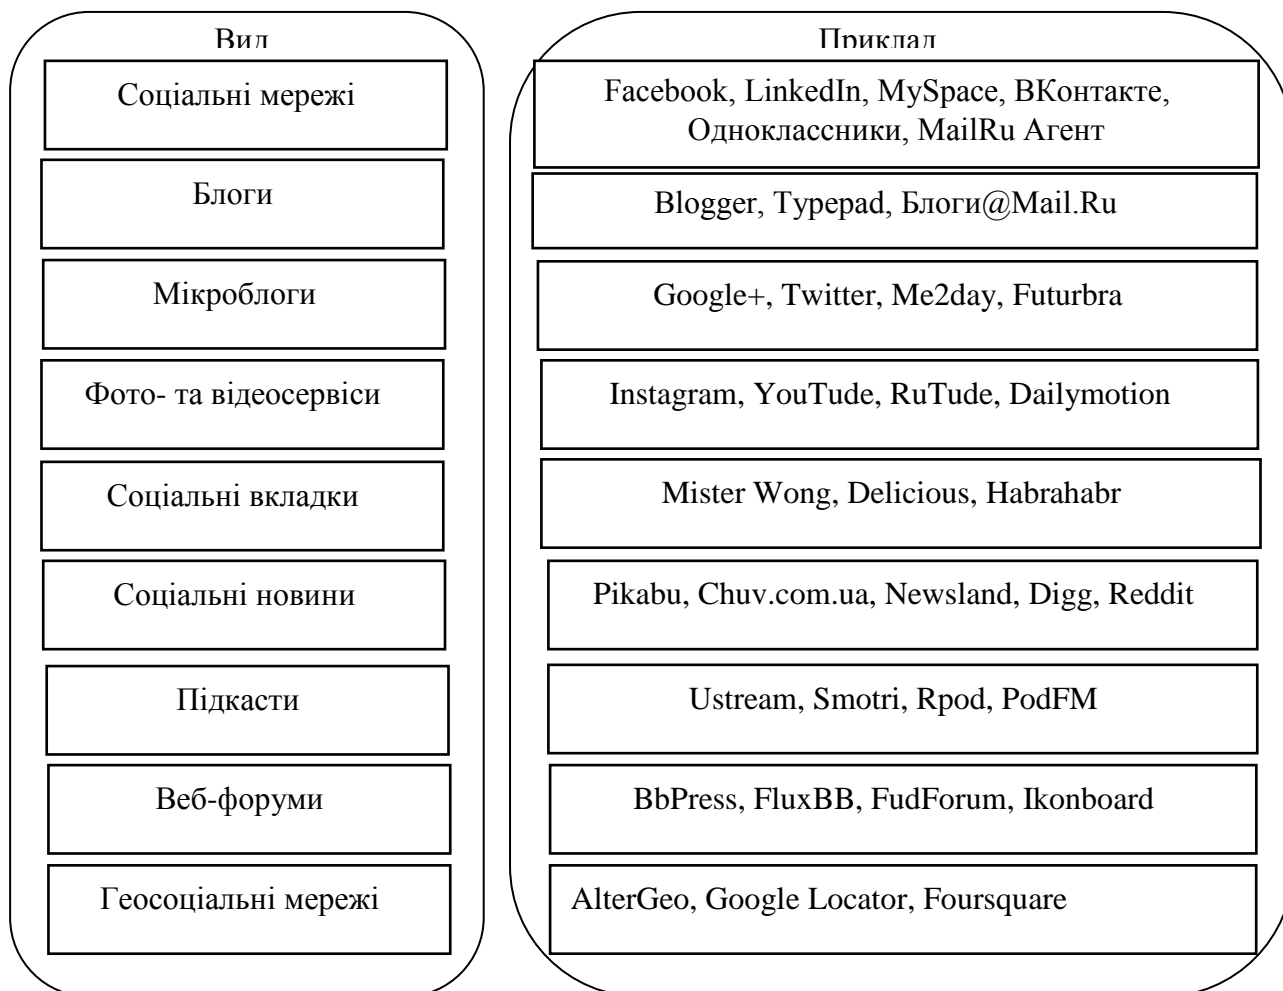 Вид
Приклад
Соціальні мережі
Facebook, LinkedIn, MySpace, ВКонтакте,
Одноклассники, MailRu Агент
Блоги
Blogger, Typepad, Блоги@Mail.Ru
Мікроблоги
Google+, Twitter, Me2day, Futurbra
Фото- та відеосервіси
Instagram, YouTude, RuTude, Dailymotion
Соціальні вкладки
Mister Wong, Delicious, Habrahabr
Соціальні новини
Pikabu, Chuv.com.ua, Newsland, Digg, Reddit
Підкасти
Ustream, Smotri, Rpod, PodFM
Веб-форуми
BbPress, FluxBB, FudForum, Ikonboard
Геосоціальні мережі
AlterGeo, Google Locator, Foursquare